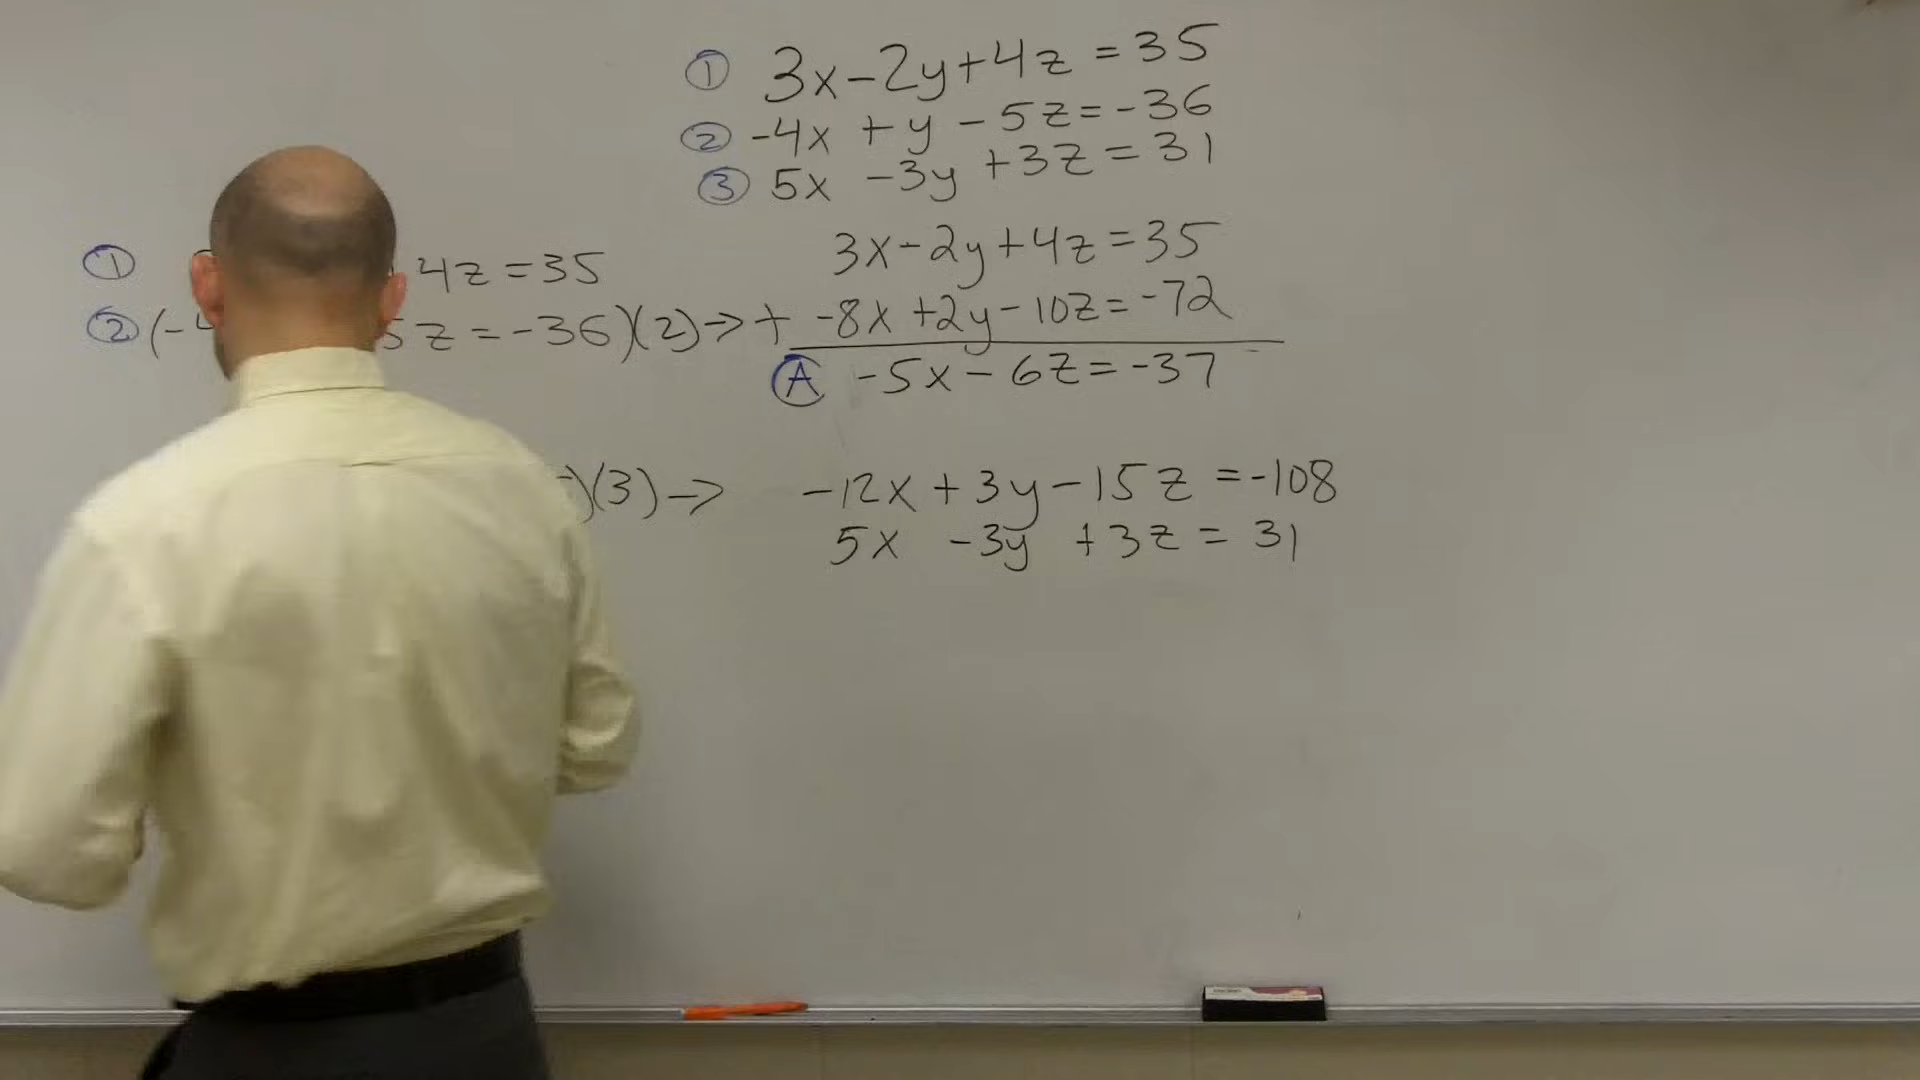 ① 3x-2y+4z=35
② -4x+y-5z=-36
③ 5x-3y+3z=31
① 4z=35
3x-2y+4z=35
② (-4 5z=-36)(2)→+ -8x+2y-10z=-72
Ⓐ -5x-6z=-37
)(3)→ -12x+3y-15z=-108
5x-3y+3z=31